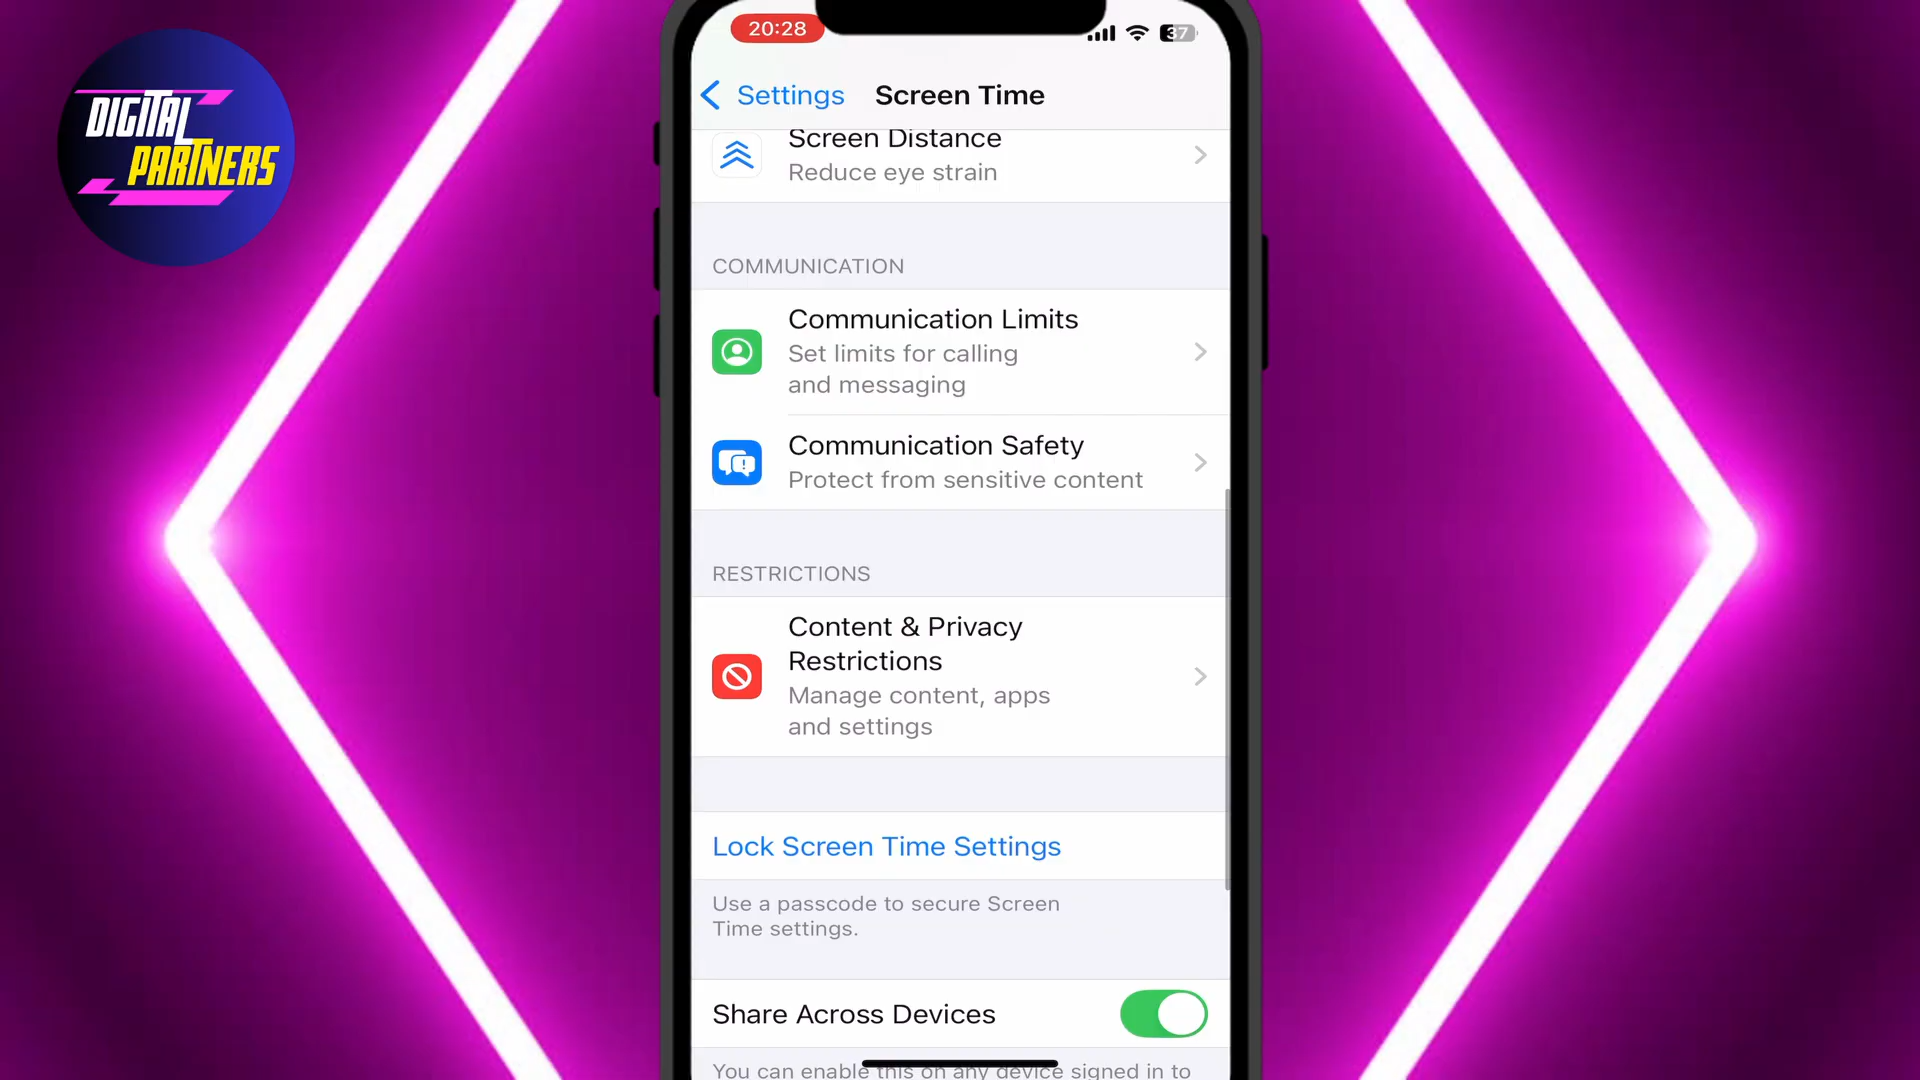 DIGITAL
PARTNERS
20:28
37
Settings
Screen Time
Screen Distance
Reduce eye strain
COMMUNICATION
Communication Limits
Set limits for calling
and messaging
Communication Safety
Protect from sensitive content
RESTRICTIONS
Content & Privacy
Restrictions
Manage content, apps
and settings
Lock Screen Time Settings
Use a passcode to secure Screen
Time settings.
Share Across Devices
You can enable this on any device signed in to